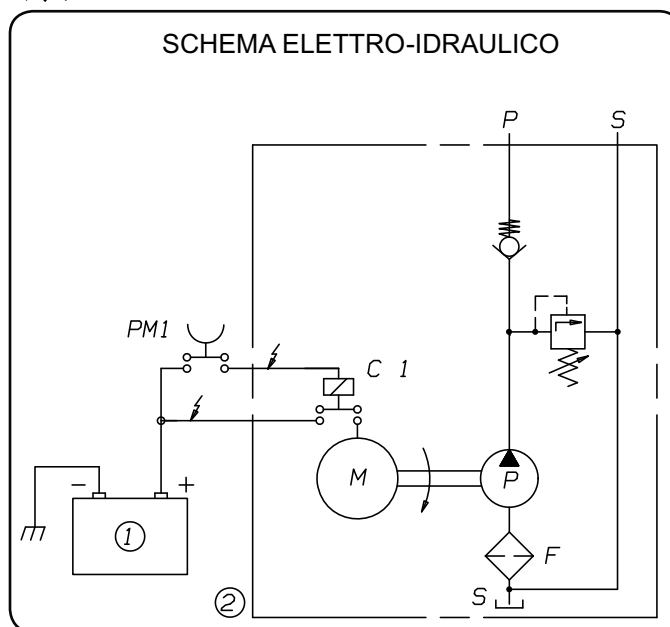 SCHEMA ELETTRO-IDRAULICO
P S
PM1
C 1
M P
- +
1
F
2 S